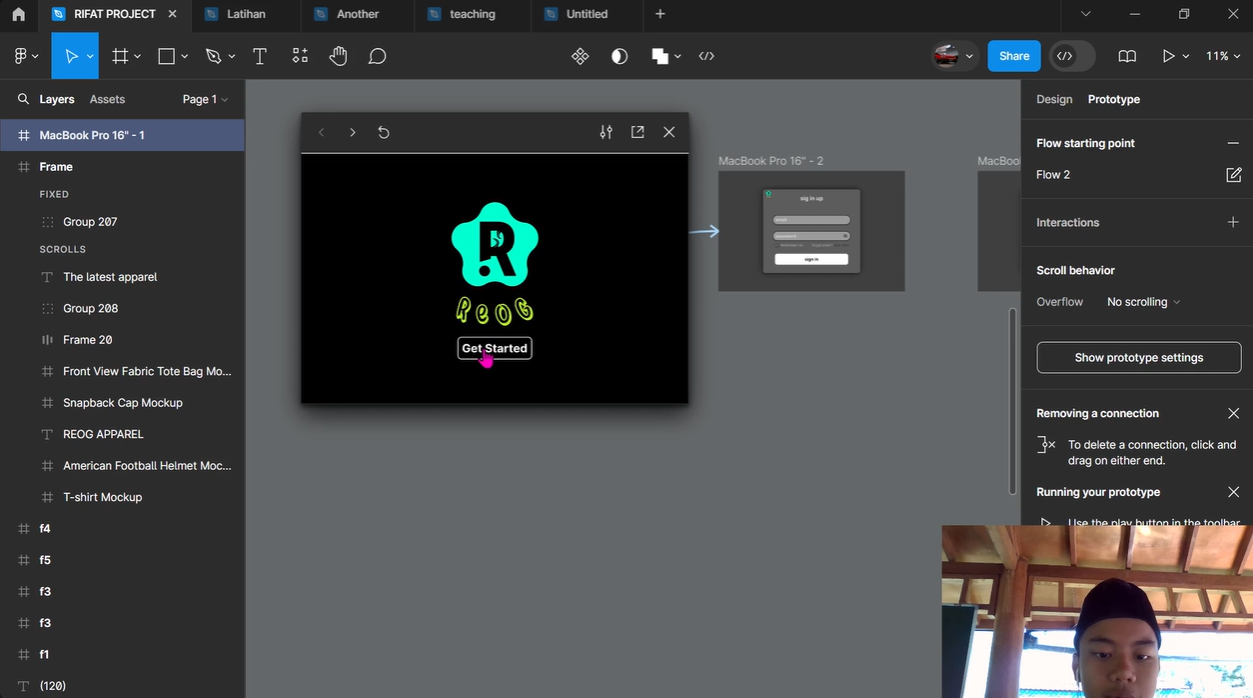 RIFAT PROJECT
Latihan
Another
teaching
Untitled
Share
11%
Layers
Assets
Page 1
MacBook Pro 16" - 1
Frame
FIXED
Group 207
SCROLLS
The latest apparel
Group 208
Frame 20
Front View Fabric Tote Bag Mo...
Snapback Cap Mockup
REOG APPAREL
American Football Helmet Moc...
T-shirt Mockup
f4
f5
f3
f3
f1
(120)
R
ReOG
Get Started
MacBook Pro 16" - 2
sig in up
sign in
MacBoo
Design
Prototype
Flow starting point
Flow 2
Interactions
Scroll behavior
Overflow
No scrolling
Show prototype settings
Removing a connection
To delete a connection, click and
drag on either end.
Running your prototype
Use the play button in the toolbar